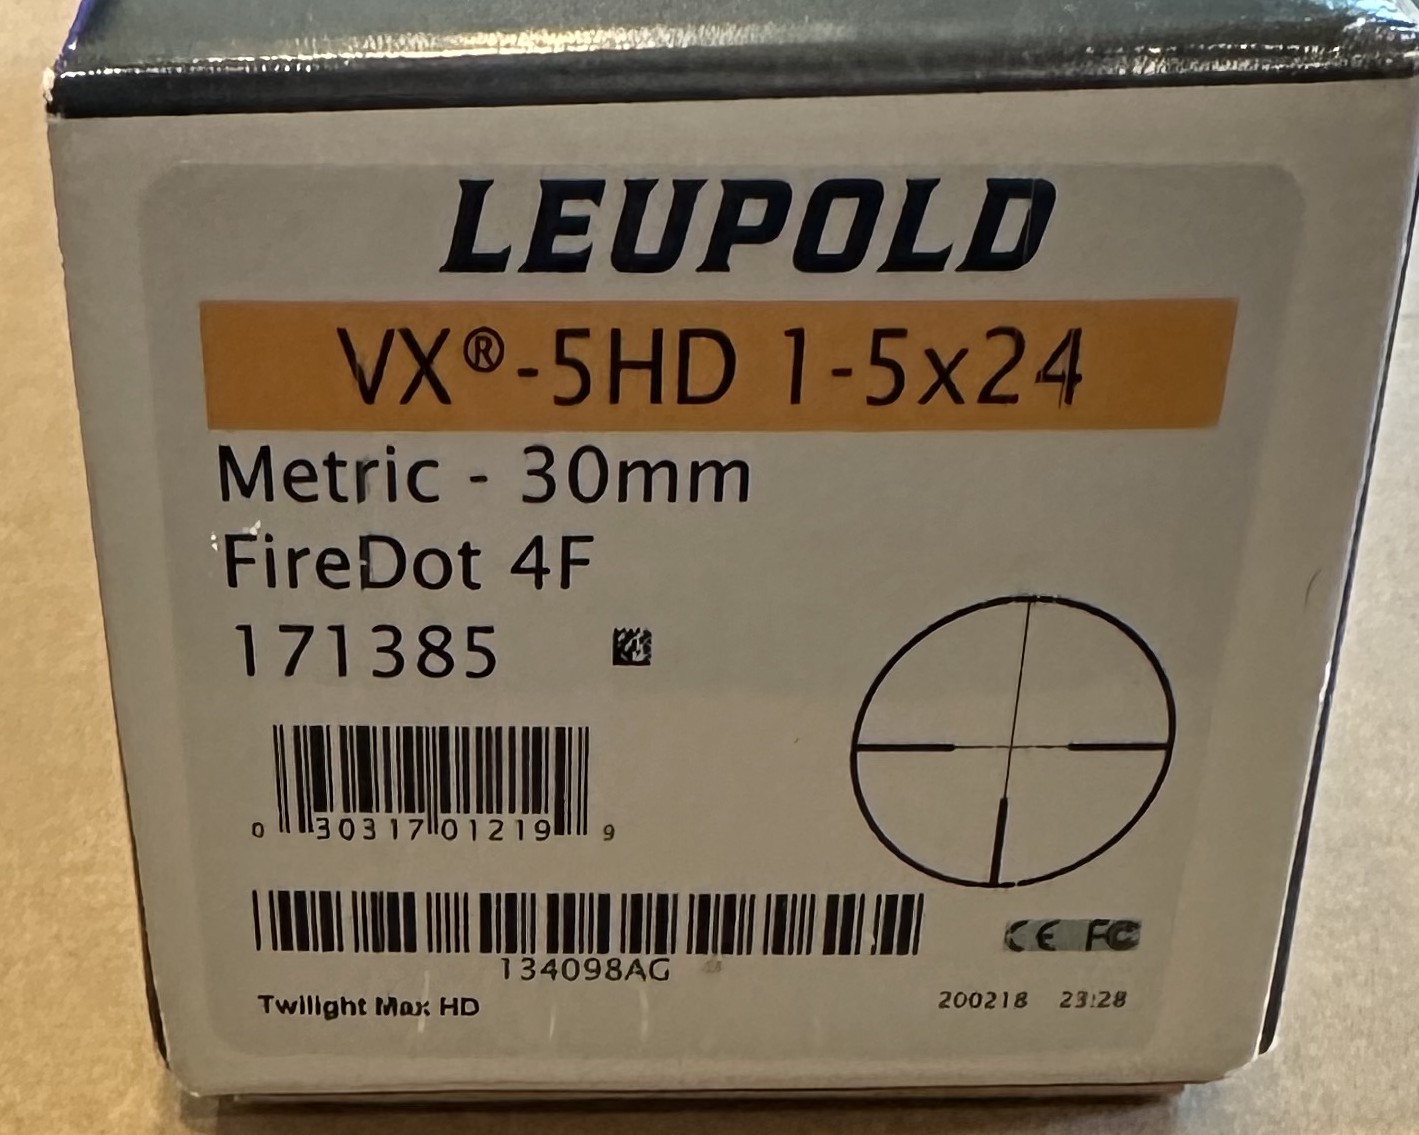 LEUPOLD
VX®-5HD 1-5x24
Metric - 30mm
FireDot 4F
171385
0 30317 01219 9
134098AG
CE FC
Twilight Max HD
200218 23:28